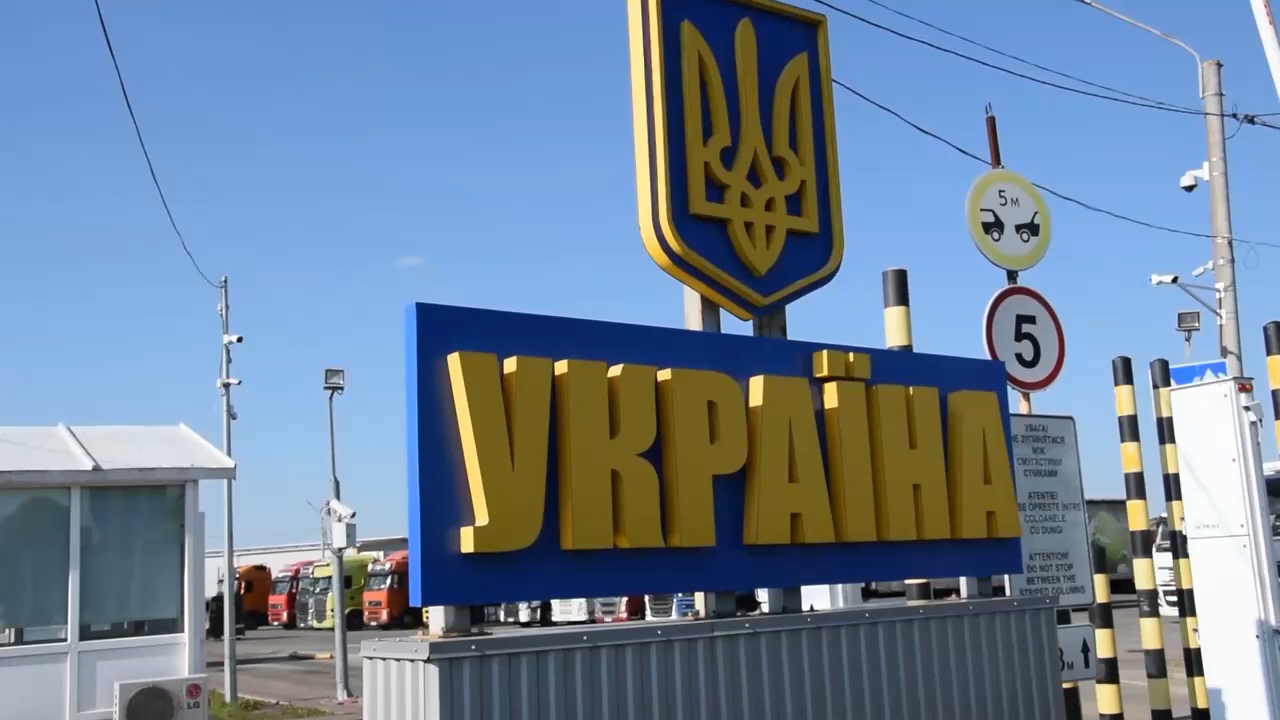 5 м
5
УКРАЇНА
УВАГА!
НЕ ЗУПИНЯТИСЯ
МІЖ
СМУГАСТИМИ
СТІЙКАМИ
ATENTIE!
SE OPRESTE INTRE
COLOANELE
CU DUNGI
ATTENTION!
DO NOT STOP
BETWEEN THE
STRIPED COLUMNS
м
LG